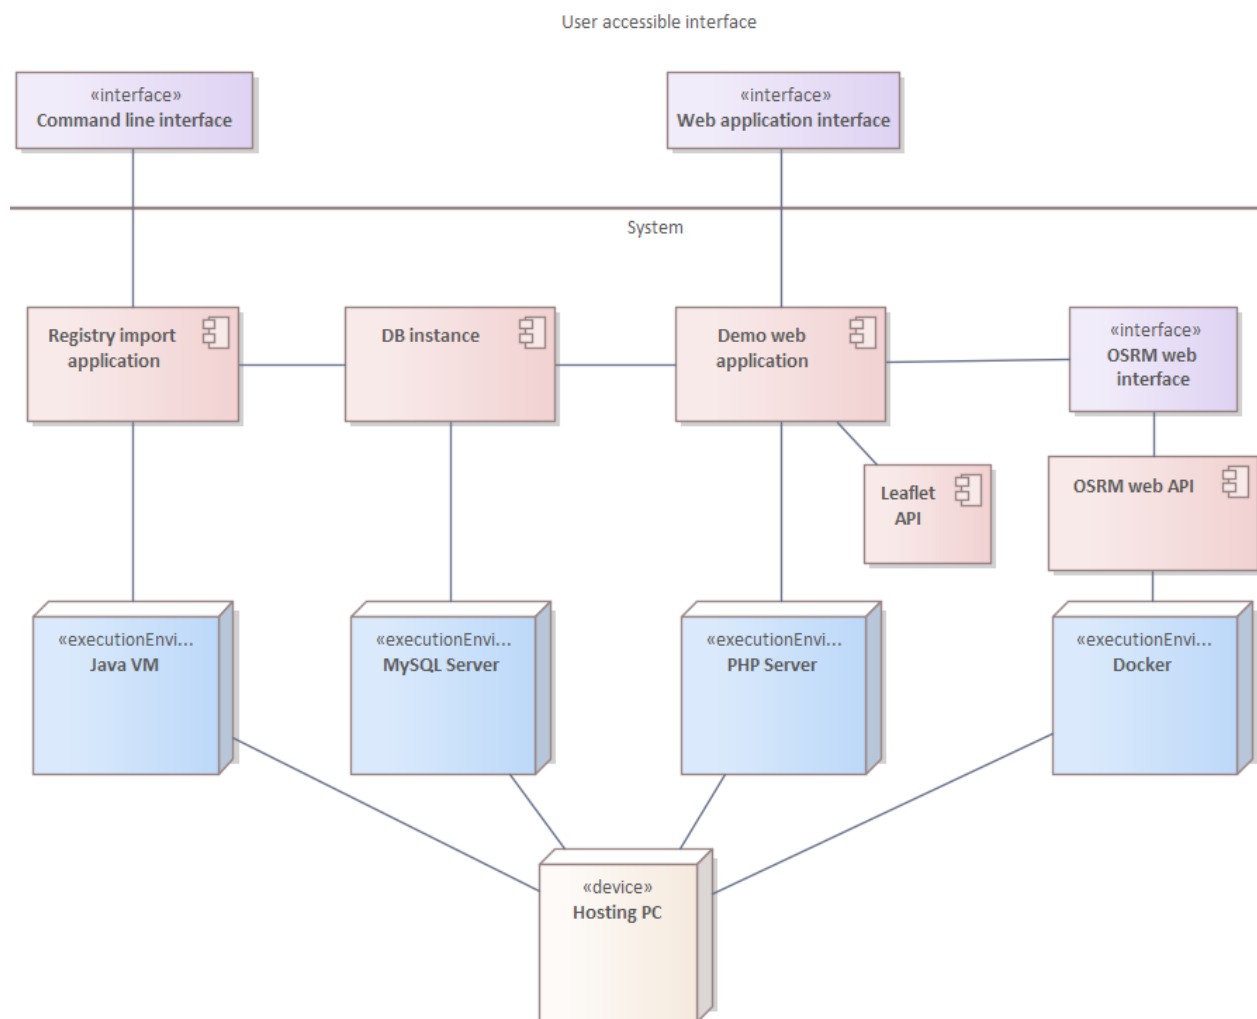 User accessible interface
«interface»
Command line interface
«interface»
Web application interface
System
Registry import
application
DB instance
Demo web
application
«interface»
OSRM web
interface
Leaflet
API
OSRM web API
«executionEnvi...
Java VM
«executionEnvi...
MySQL Server
«executionEnvi...
PHP Server
«executionEnvi...
Docker
«device»
Hosting PC